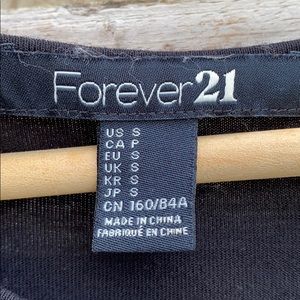 Forever21
US S
CA P
EU S
UK S
KR S
JP S
CN 160/84A
MADE IN CHINA
FABRIQUÉ EN CHINE